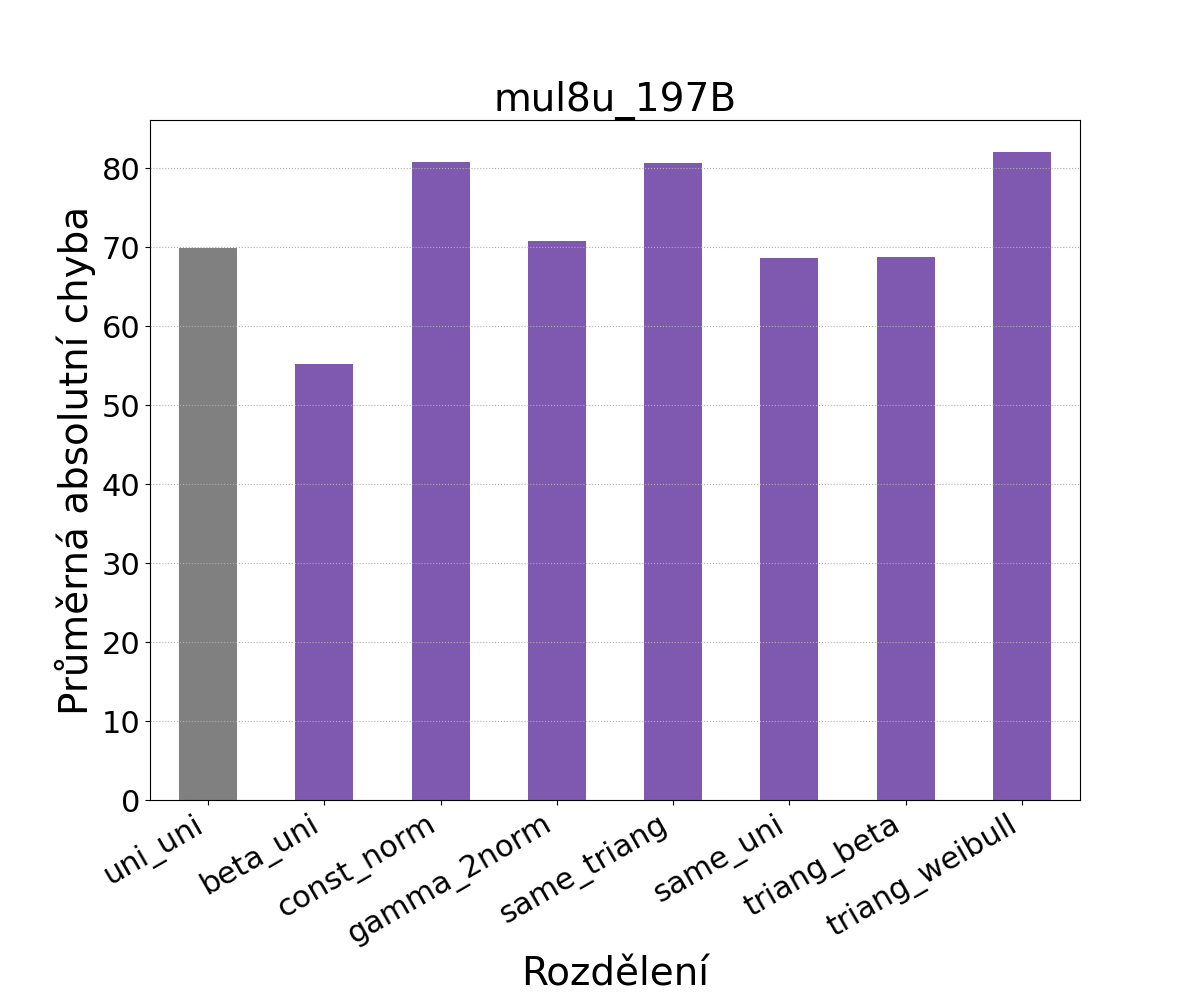 mul8u_197B
Průměrná absolutní chyba
80
70
60
50
40
30
20
10
0
uni_uni
beta_uni
const_norm
gamma_2norm
same_triang
same_uni
triang_beta
triang_weibull
Rozdělení